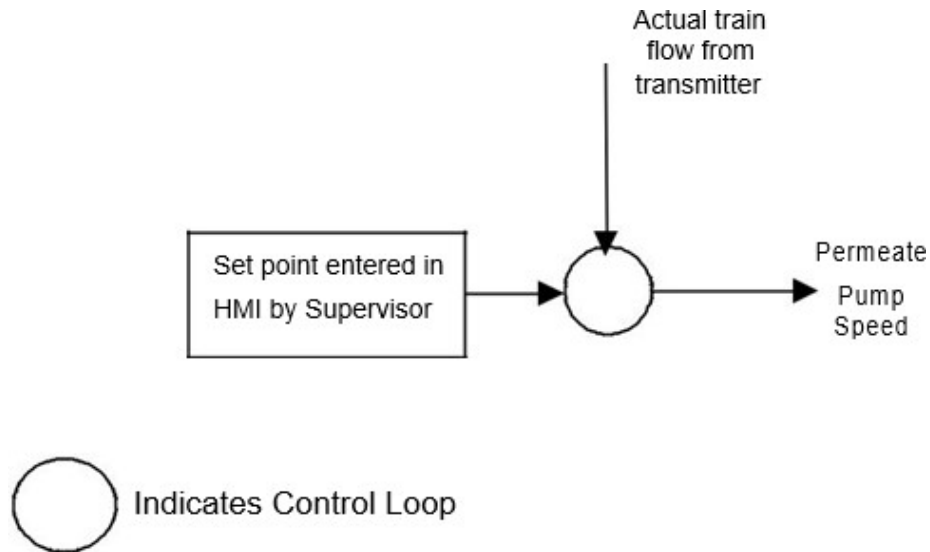 Actual train
flow from
transmitter
Set point entered in
HMI by Supervisor
Permeate
Pump
Speed
Indicates Control Loop